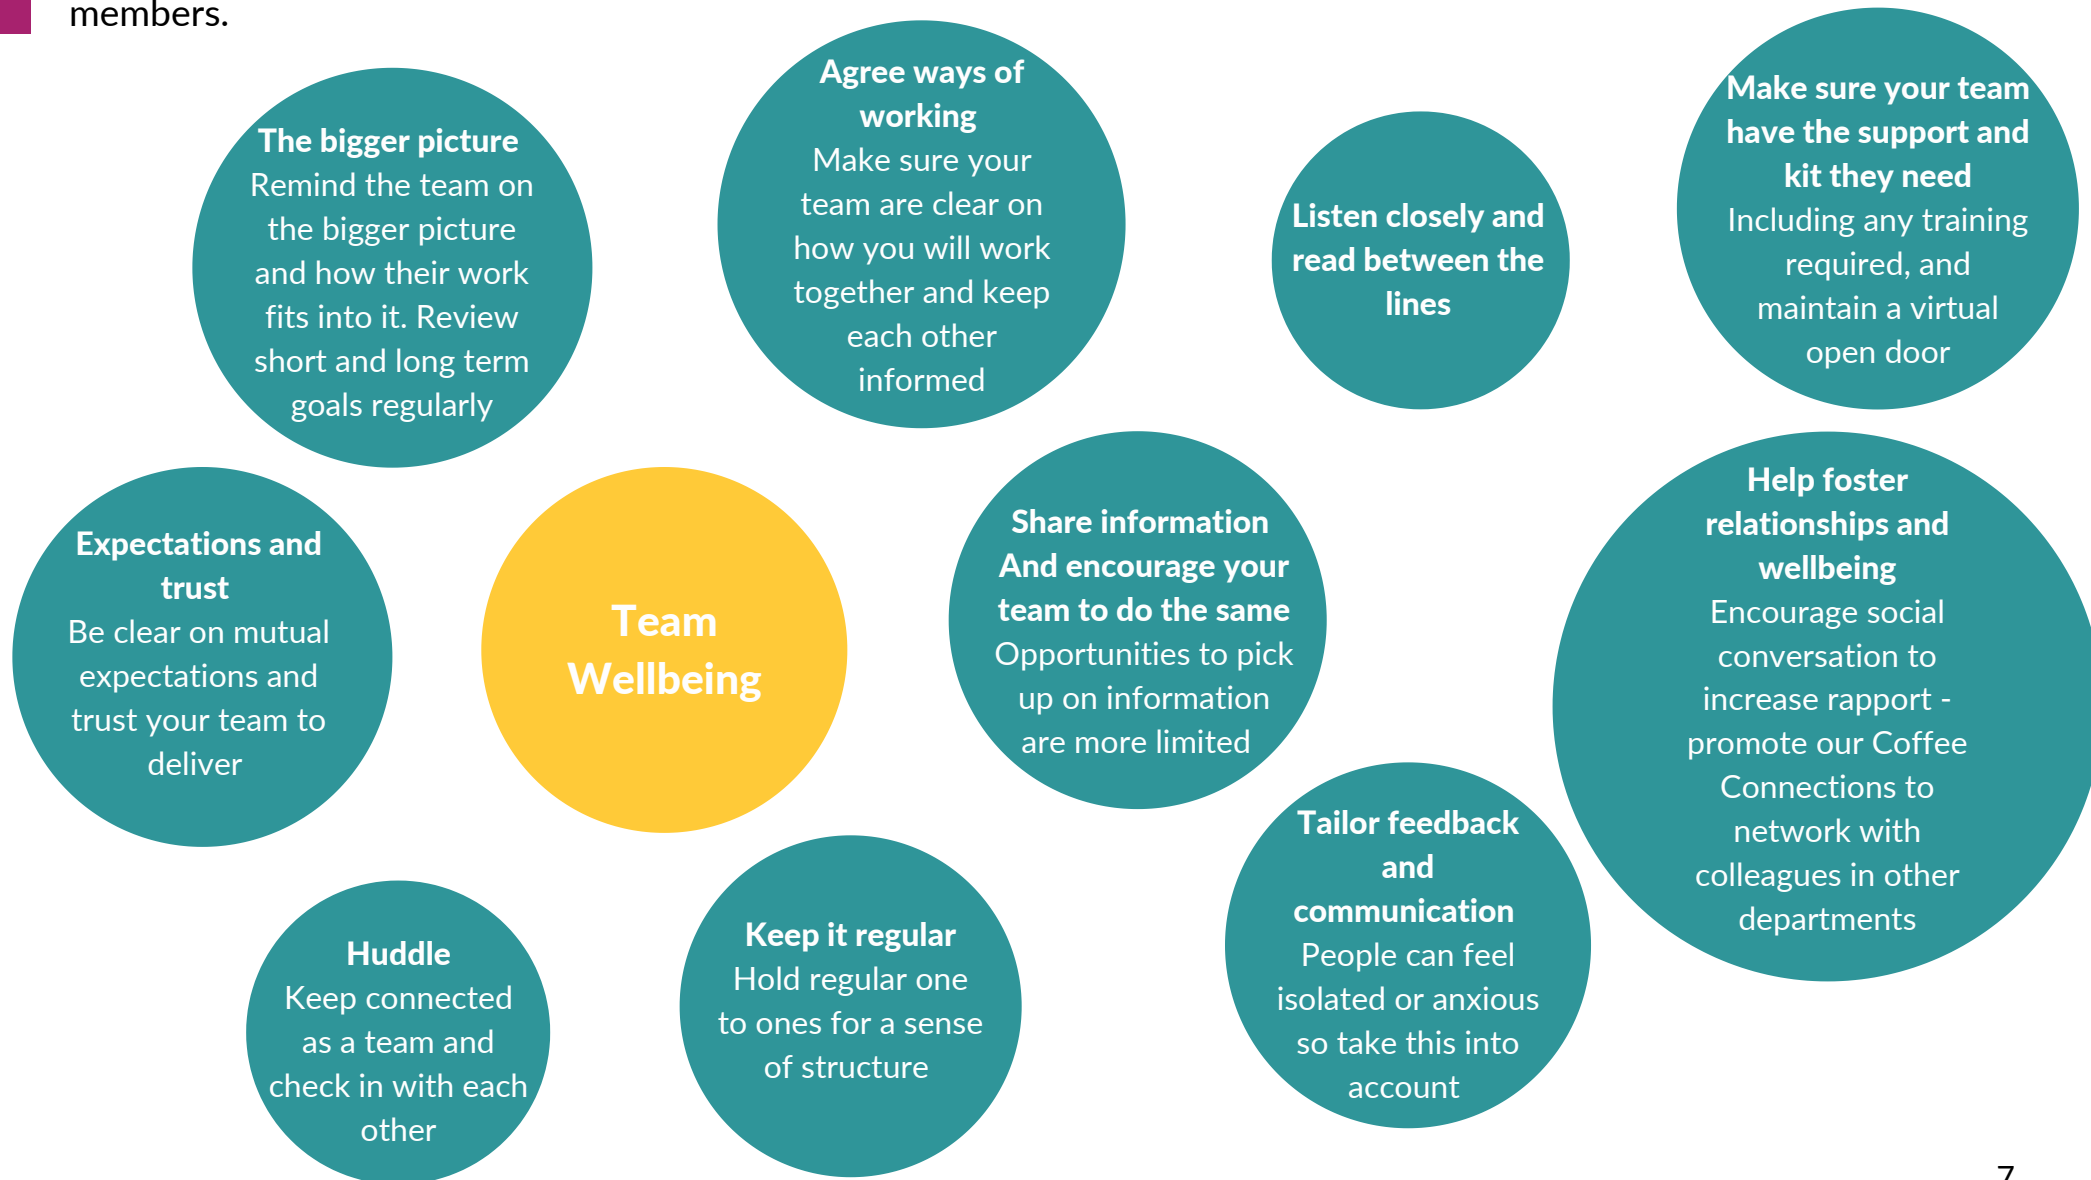 members.
The bigger picture
Remind the team on
the bigger picture
and how their work
fits into it. Review
short and long term
goals regularly
Agree ways of
working
Make sure your
team are clear on
how you will work
together and keep
each other
informed
Listen closely and
read between the
lines
Make sure your team
have the support and
kit they need
Including any training
required, and
maintain a virtual
open door
Expectations and
trust
Be clear on mutual
expectations and
trust your team to
deliver
Team
Wellbeing
Share information
And encourage your
team to do the same
Opportunities to pick
up on information
are more limited
Help foster
relationships and
wellbeing
Encourage social
conversation to
increase rapport -
promote our Coffee
Connections to
network with
colleagues in other
departments
Huddle
Keep connected
as a team and
check in with each
other
Keep it regular
Hold regular one
to ones for a sense
of structure
Tailor feedback
and
communication
People can feel
isolated or anxious
so take this into
account
7